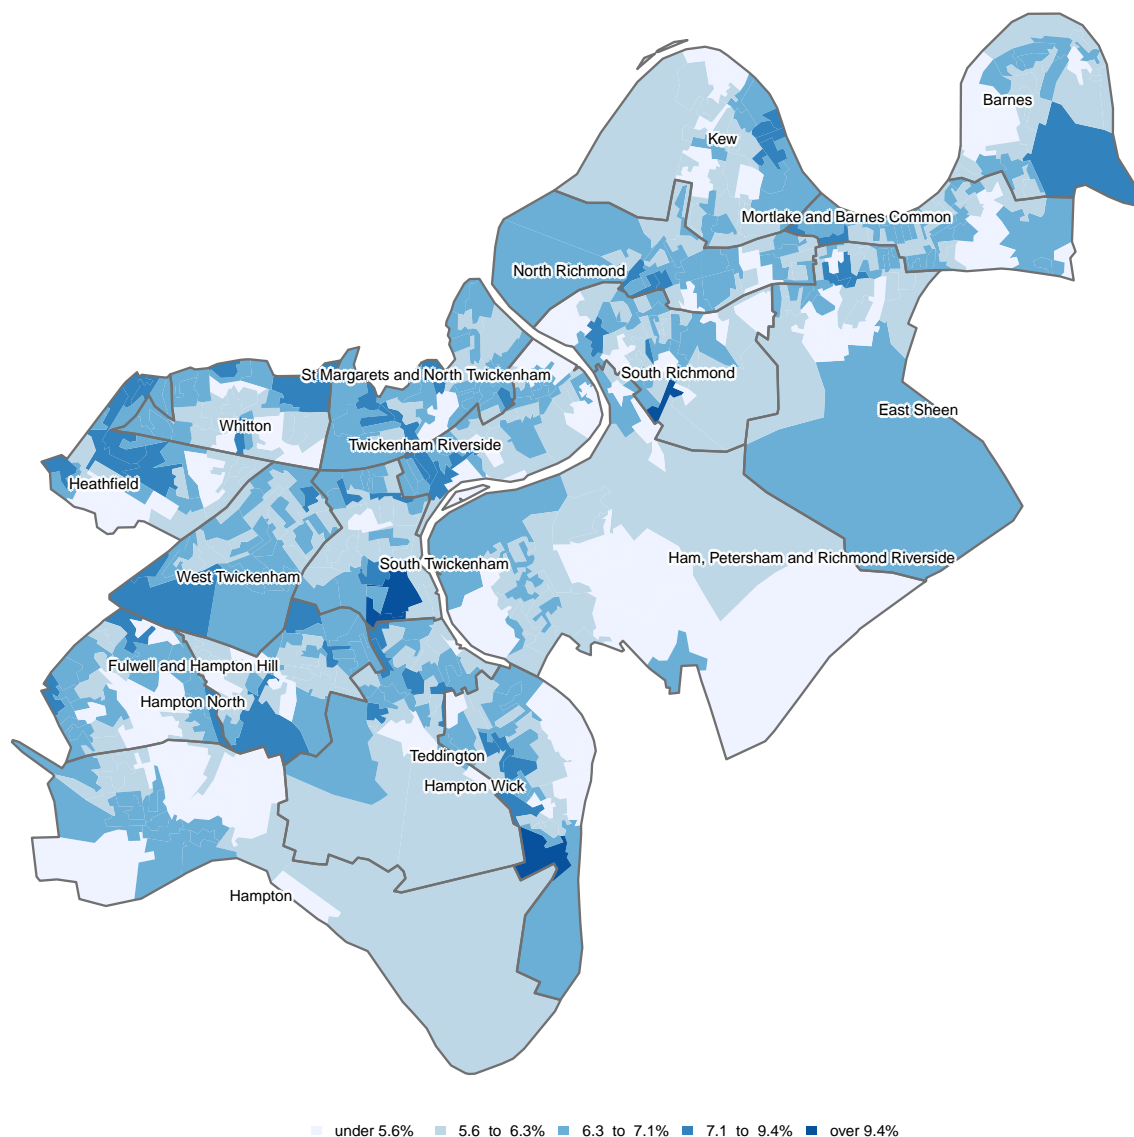 Barnes
Kew
Mortlake and Barnes Common
North Richmond
St Margarets and North Twickenham
South Richmond
East Sheen
Whitton
Twickenham Riverside
Heathfield
Ham, Petersham and Richmond Riverside
South Twickenham
West Twickenham
Fulwell and Hampton Hill
Hampton North
Teddington
Hampton Wick
Hampton
under 5.6% 5.6 to 6.3% 6.3 to 7.1% 7.1 to 9.4% over 9.4%